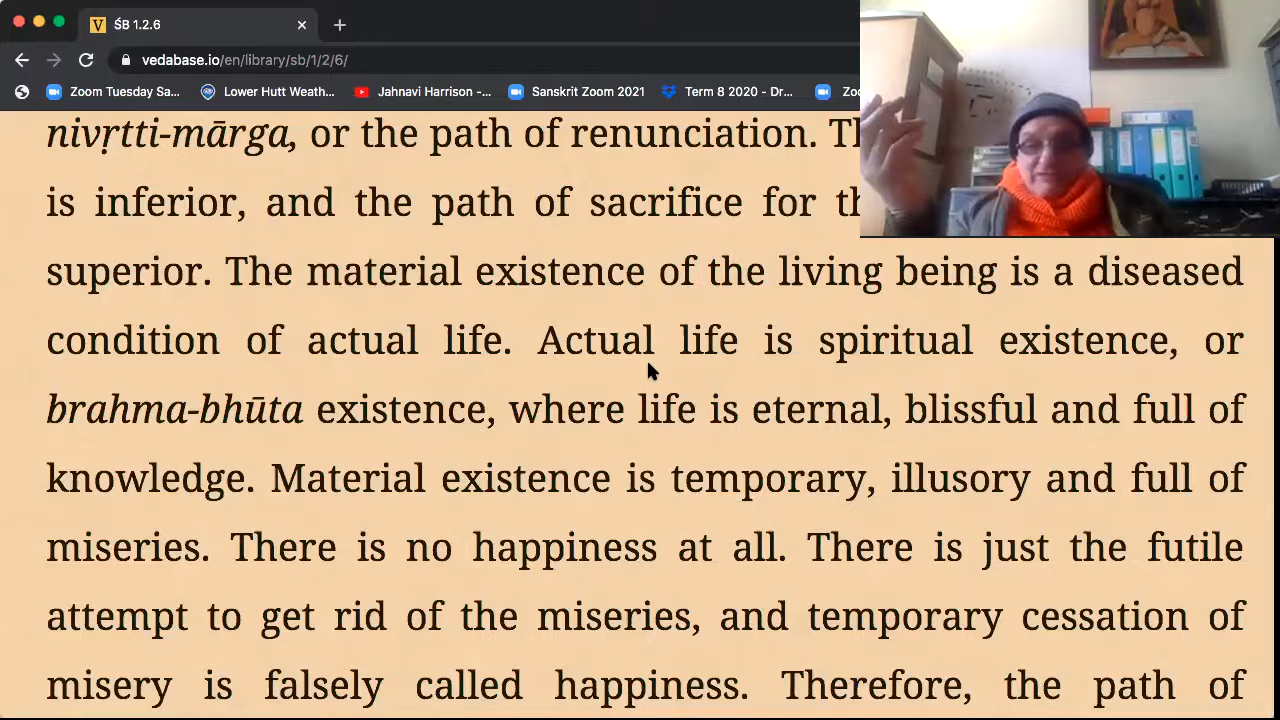 ŚB 1.2.6
vedabase.io/en/library/sb/1/2/6/
Zoom Tuesday Sa... Lower Hutt Weath... Jahnavi Harrison -... Sanskrit Zoom 2021 Term 8 2020 - Dr... Zoo
nivṛtti-mārga, or the path of renunciation. Th
is inferior, and the path of sacrifice for th
superior. The material existence of the living being is a diseased
condition of actual life. Actual life is spiritual existence, or
brahma-bhūta existence, where life is eternal, blissful and full of
knowledge. Material existence is temporary, illusory and full of
miseries. There is no happiness at all. There is just the futile
attempt to get rid of the miseries, and temporary cessation of
misery is falsely called happiness. Therefore, the path of